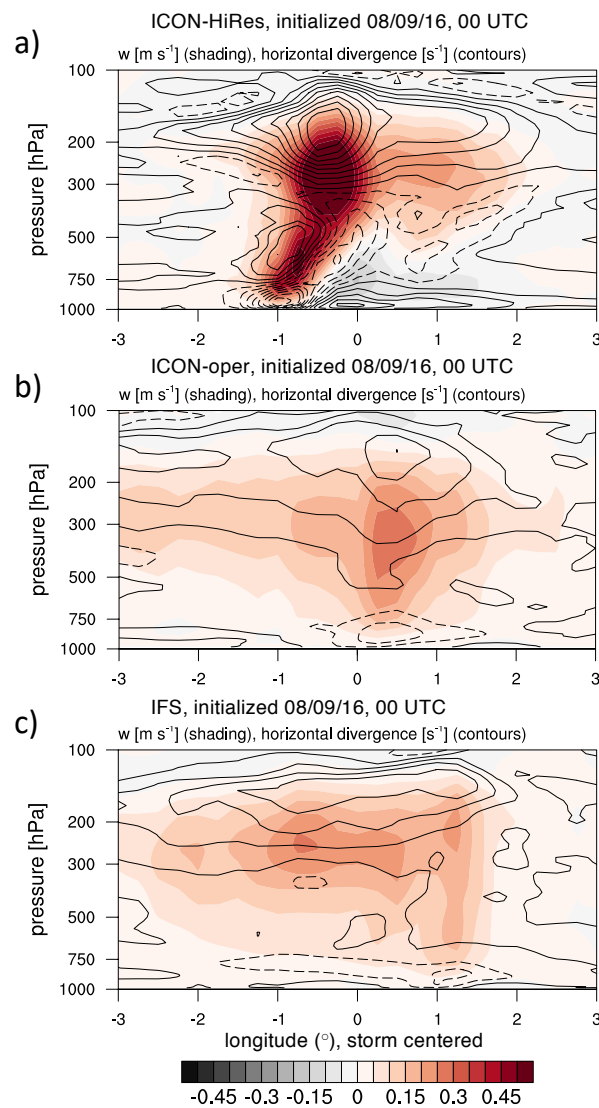 a)
ICON-HiRes, initialized 08/09/16, 00 UTC
w [m s⁻¹] (shading), horizontal divergence [s⁻¹] (contours)
pressure [hPa]
100
200
300
500
750
1000
-3 -2 -1 0 1 2 3
b)
ICON-oper, initialized 08/09/16, 00 UTC
w [m s⁻¹] (shading), horizontal divergence [s⁻¹] (contours)
pressure [hPa]
100
200
300
500
750
1000
-3 -2 -1 0 1 2 3
c)
IFS, initialized 08/09/16, 00 UTC
w [m s⁻¹] (shading), horizontal divergence [s⁻¹] (contours)
pressure [hPa]
100
200
300
500
750
1000
-3 -2 -1 0 1 2 3
longitude (°), storm centered
-0.45 -0.3 -0.15 0 0.15 0.3 0.45